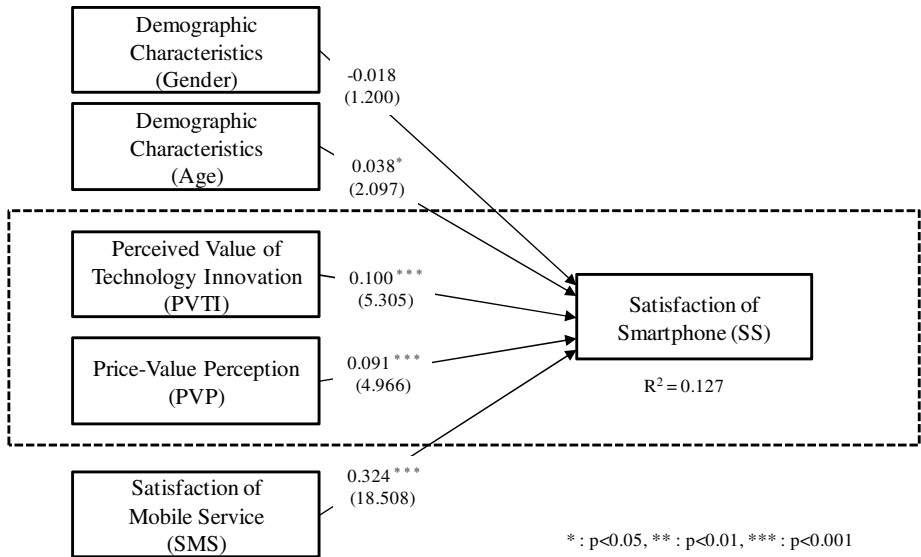 Demographic
Characteristics
(Gender)
-0.018
(1.200)
Demographic
Characteristics
(Age)
0.038*
(2.097)
Perceived Value of
Technology Innovation
(PVTI)
0.100***
(5.305)
Satisfaction of
Smartphone (SS)
R² = 0.127
Price-Value Perception
(PVP)
0.091***
(4.966)
Satisfaction of
Mobile Service
(SMS)
0.324***
(18.508)
* : p<0.05, ** : p<0.01, *** : p<0.001